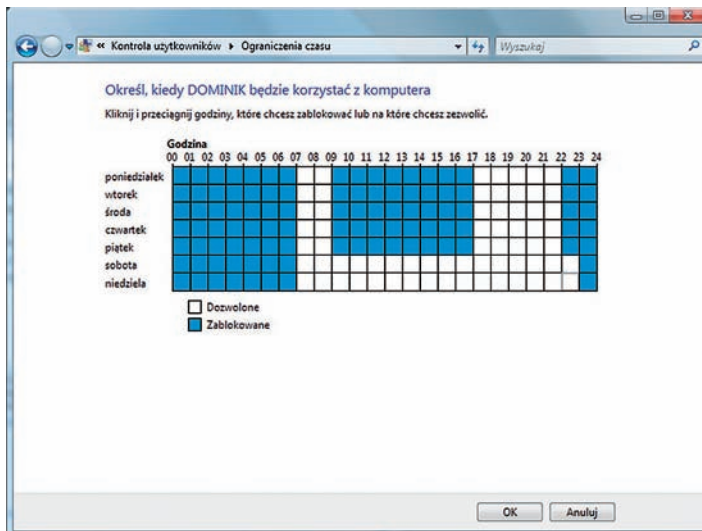 « Kontrola użytkowników ▸ Ograniczenia czasu
Wyszukaj
Określ, kiedy DOMINIK będzie korzystać z komputera
Kliknij i przeciągnij godziny, które chcesz zablokować lub na które chcesz zezwolić.
Godzina
00 01 02 03 04 05 06 07 08 09 10 11 12 13 14 15 16 17 18 19 20 21 22 23 24
poniedziałek
wtorek
środa
czwartek
piątek
sobota
niedziela
Dozwolone
Zablokowane
OK Anuluj